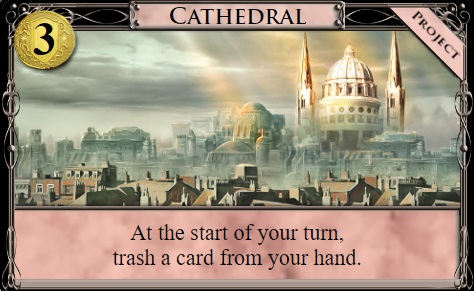 CATHEDRAL
3
PROJECT
At the start of your turn,
trash a card from your hand.